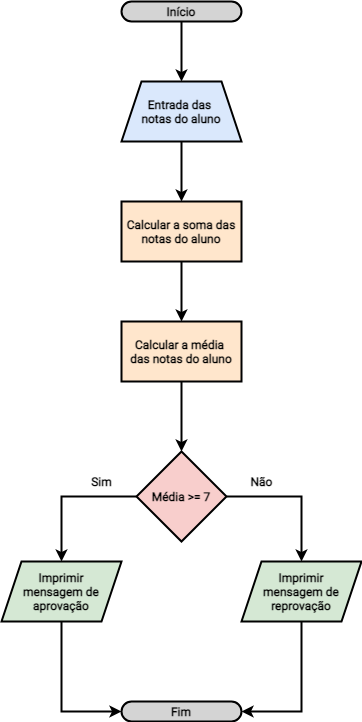 Início
Entrada das
notas do aluno
Calcular a soma das
notas do aluno
Calcular a média
das notas do aluno
Média >= 7
Sim
Não
Imprimir
mensagem de
aprovação
Imprimir
mensagem de
reprovação
Fim